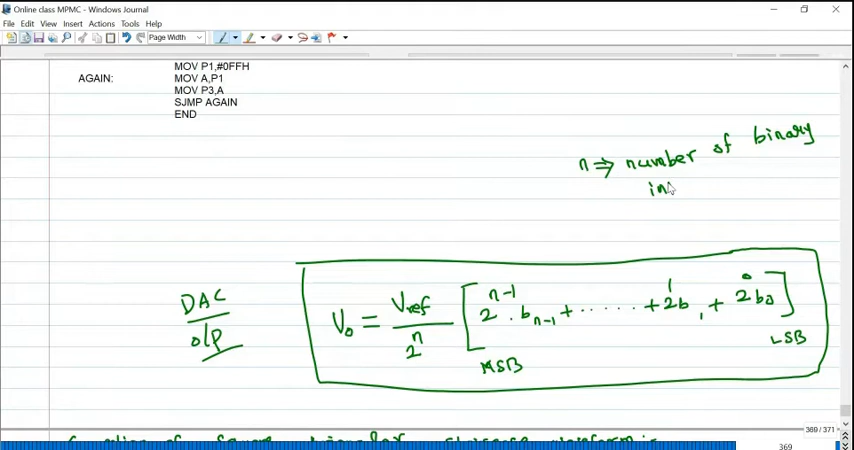 Online class MPMC - Windows Journal
File Edit View Insert Actions Tools Help
Page Width
MOV P1,#0FFH
AGAIN: MOV A,P1
MOV P3,A
SJMP AGAIN
END
n ⇒ number of binary
in
DAC
o/p
V₀ = Vref/2ⁿ [2ⁿ⁻¹ . bₙ₋₁ + ...... + 2¹b₁ + 2⁰b₀]
MSB
LSB
369 / 371
369